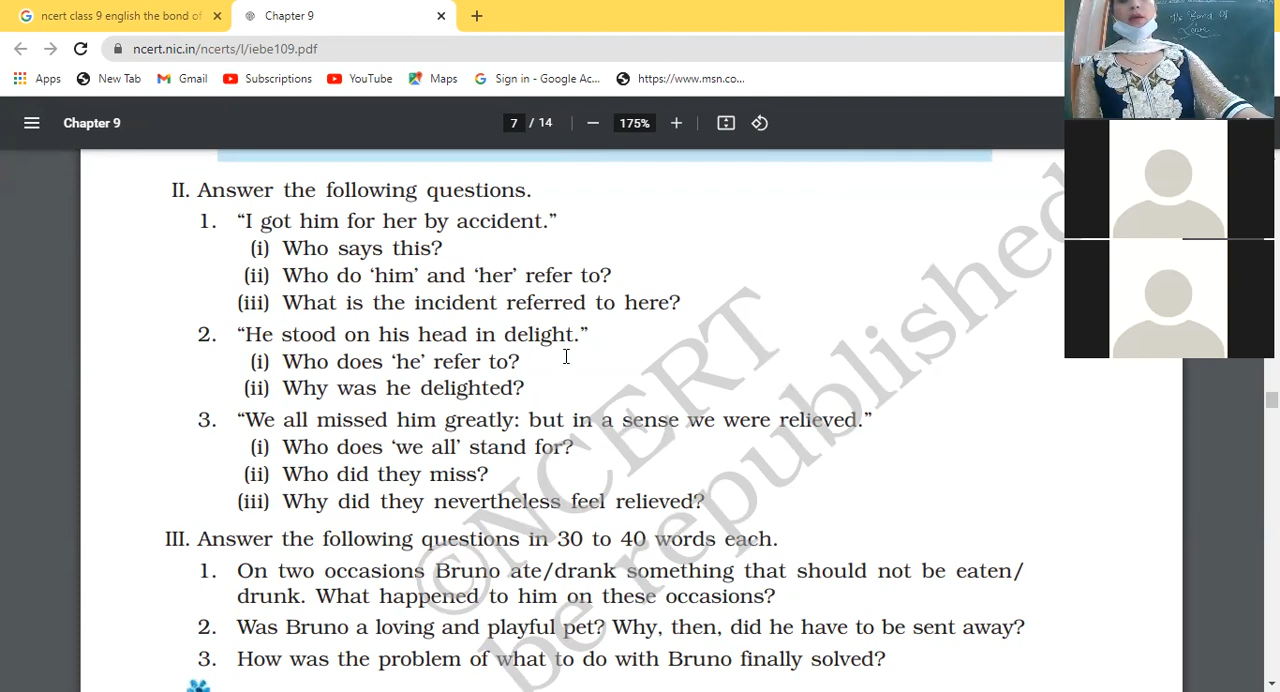 ncert class 9 english the bond of
Chapter 9
ncert.nic.in/ncerts/l/iebe109.pdf
Apps
New Tab
Gmail
Subscriptions
YouTube
Maps
Sign in - Google Ac...
https://www.msn.co...
Chapter 9
7 / 14
175%
The Bond Of
Love
II. Answer the following questions.
1. “I got him for her by accident.”
(i) Who says this?
(ii) Who do ‘him’ and ‘her’ refer to?
(iii) What is the incident referred to here?
2. “He stood on his head in delight.”
(i) Who does ‘he’ refer to?
(ii) Why was he delighted?
3. “We all missed him greatly: but in a sense we were relieved.”
(i) Who does ‘we all’ stand for?
(ii) Who did they miss?
(iii) Why did they nevertheless feel relieved?
III. Answer the following questions in 30 to 40 words each.
1. On two occasions Bruno ate/drank something that should not be eaten/
drunk. What happened to him on these occasions?
2. Was Bruno a loving and playful pet? Why, then, did he have to be sent away?
3. How was the problem of what to do with Bruno finally solved?
©NCERT
be republished